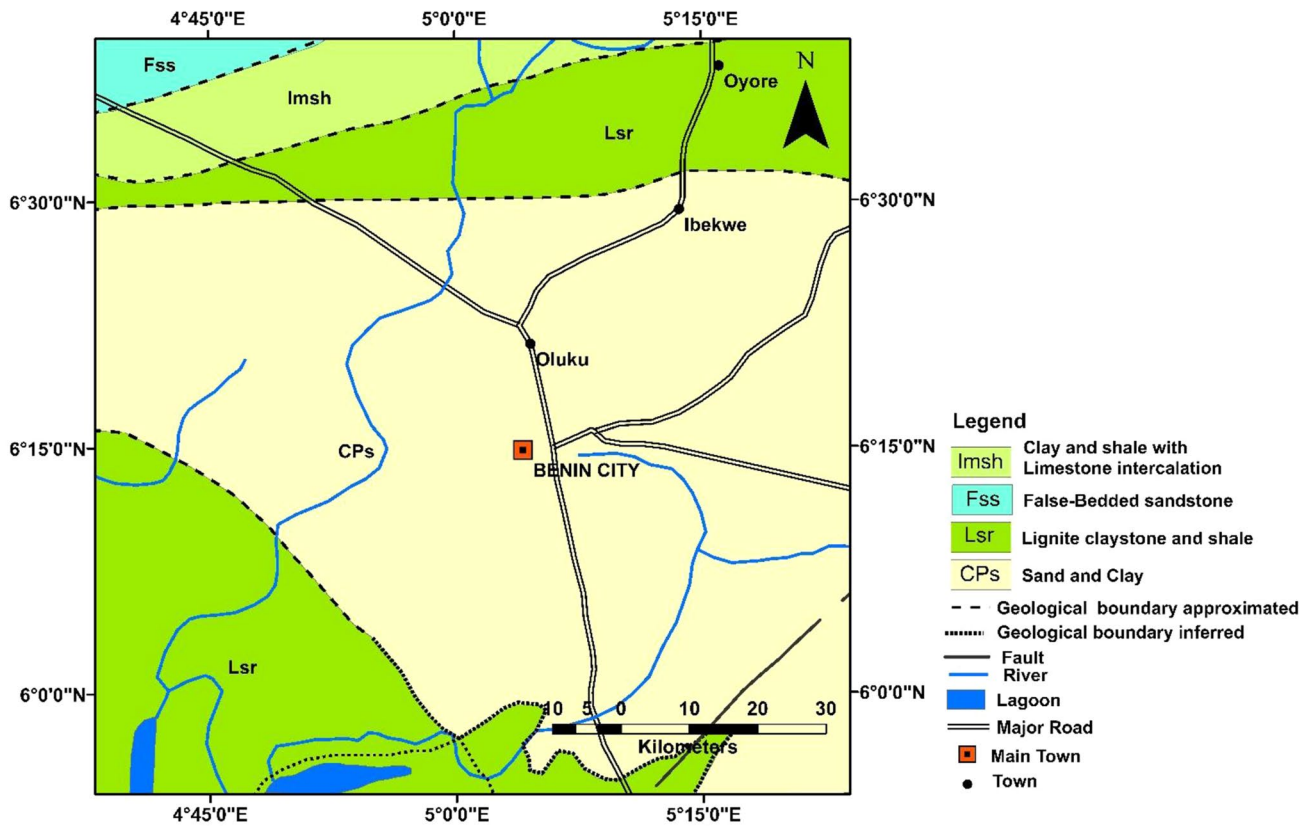 4°45'0"E
5°0'0"E
5°15'0"E
Fss
Imsh
N
Oyore
Lsr
6°30'0"N
6°30'0"N
Ibekwe
Oluku
6°15'0"N
6°15'0"N
CPs
BENIN CITY
Lsr
6°0'0"N
6°0'0"N
10 5 0 10 20 30
Kilometers
4°45'0"E
5°0'0"E
5°15'0"E
Legend
Imsh Clay and shale with
Limestone intercalation
Fss False-Bedded sandstone
Lsr Lignite claystone and shale
CPs Sand and Clay
Geological boundary approximated
Geological boundary inferred
Fault
River
Lagoon
Major Road
Main Town
Town